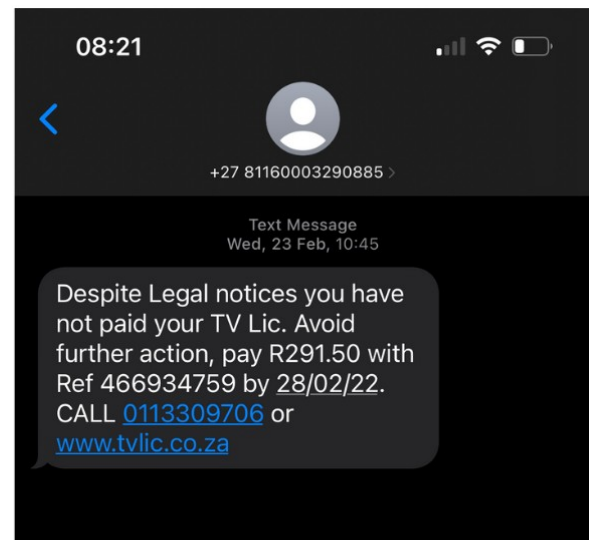 08:21
+27 81160003290885 >
Text Message
Wed, 23 Feb, 10:45
Despite Legal notices you have
not paid your TV Lic. Avoid
further action, pay R291.50 with
Ref 466934759 by 28/02/22.
CALL 0113309706 or
www.tvlic.co.za